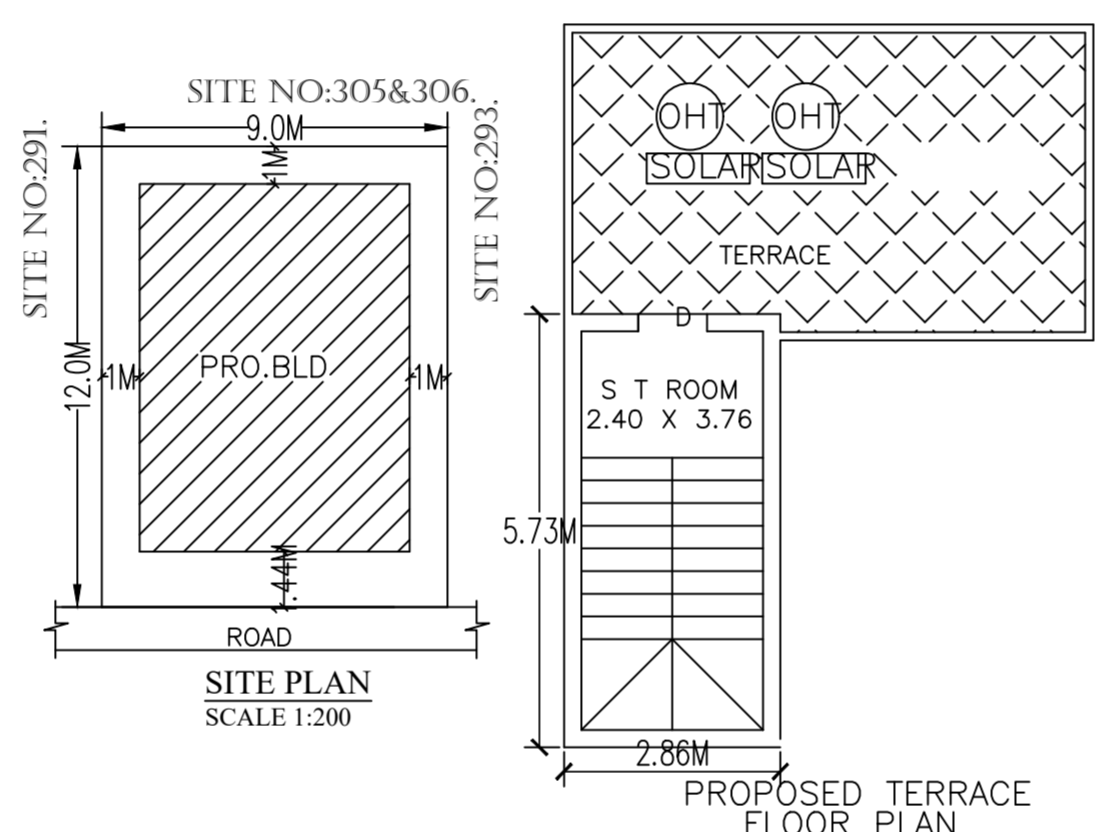 SITE NO:305&306.
9.0M
1M
SITE NO:291.
SITE NO:293.
12.0M
1M
PRO.BLD
1M
1.44M
ROAD
SITE PLAN
SCALE 1:200
OHT
OHT
SOLAR
SOLAR
TERRACE
D
S T ROOM
2.40 X 3.76
5.73M
2.86M
PROPOSED TERRACE
FLOOR PLAN